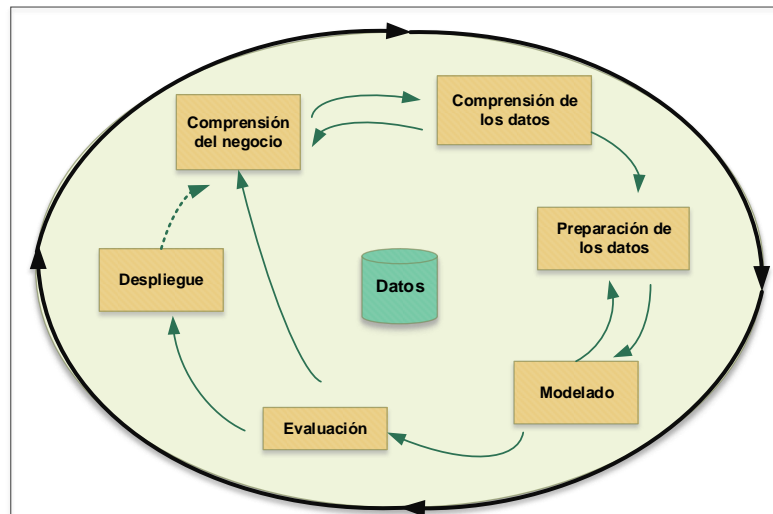 Comprensión
del negocio
Comprensión de
los datos
Preparación de
los datos
Datos
Despliegue
Modelado
Evaluación